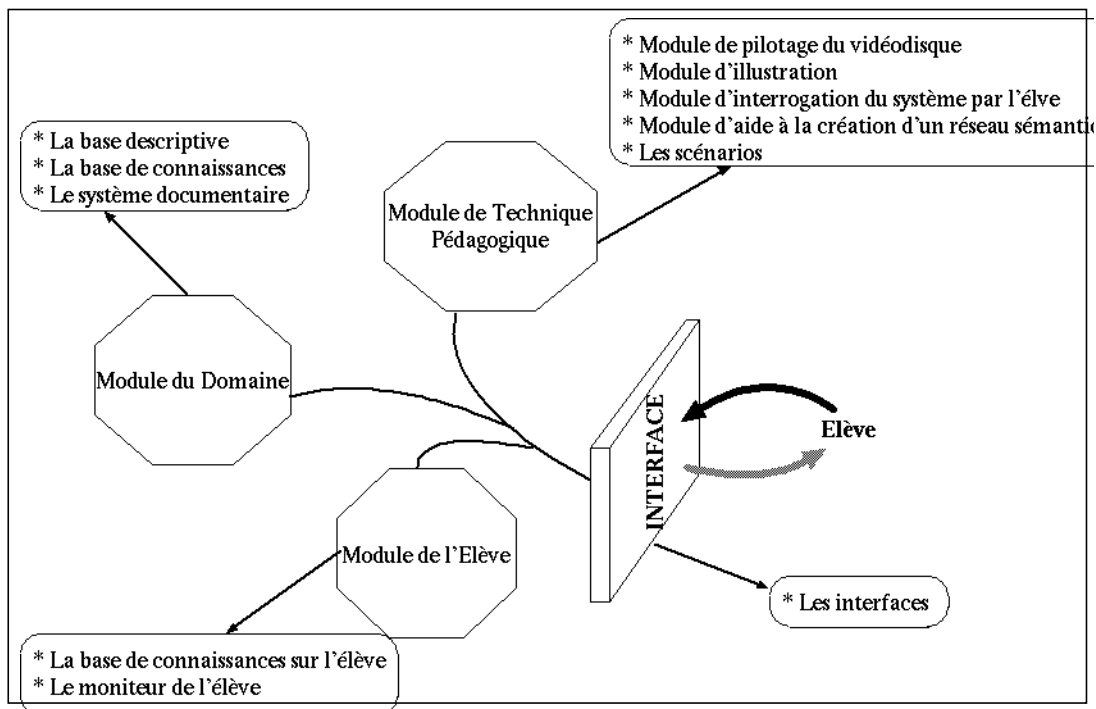 * Module de pilotage du vidéodisque
* Module d'illustration
* Module d'interrogation du système par l'élve
* Module d'aide à la création d'un réseau sémantic
* Les scénarios
* La base descriptive
* La base de connaissances
* Le système documentaire
Module de Technique
Pédagogique
Module du Domaine
INTERFACE
Elève
Module de l'Elève
* Les interfaces
* La base de connaissances sur l'élève
* Le moniteur de l'élève